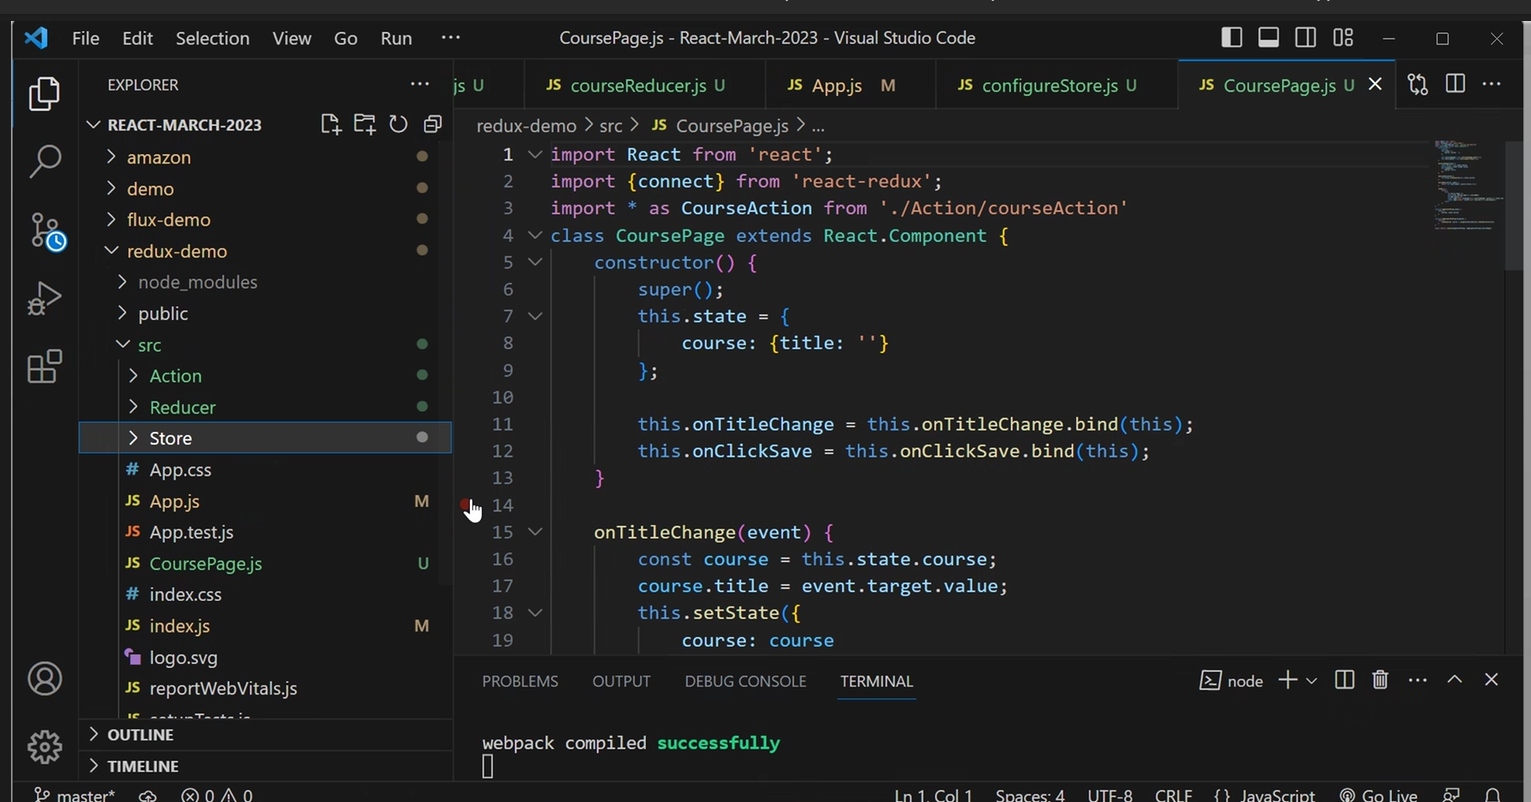 File Edit Selection View Go Run ...
CoursePage.js - React-March-2023 - Visual Studio Code
EXPLORER
REACT-MARCH-2023
amazon
demo
flux-demo
redux-demo
node_modules
public
src
Action
Reducer
Store
# App.css
JS App.js M
JS App.test.js
JS CoursePage.js U
# index.css
JS index.js M
logo.svg
JS reportWebVitals.js
OUTLINE
TIMELINE
js U JS courseReducer.js U JS App.js M JS configureStore.js U JS CoursePage.js U
redux-demo > src > JS CoursePage.js > ...
1 import React from 'react';
2 import {connect} from 'react-redux';
3 import * as CourseAction from './Action/courseAction'
4 class CoursePage extends React.Component {
5 constructor() {
6 super();
7 this.state = {
8 course: {title: ''}
9 };
10
11 this.onTitleChange = this.onTitleChange.bind(this);
12 this.onClickSave = this.onClickSave.bind(this);
13 }
14
15 onTitleChange(event) {
16 const course = this.state.course;
17 course.title = event.target.value;
18 this.setState({
19 course: course
PROBLEMS OUTPUT DEBUG CONSOLE TERMINAL
node
webpack compiled successfully
master* 0 0 Ln 1, Col 1 Spaces: 4 UTF-8 CRLF {} JavaScript Go Live